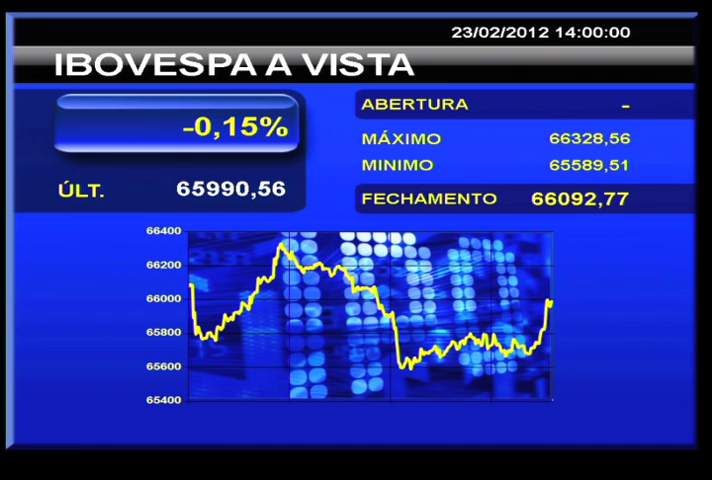 23/02/2012 14:00:00
IBOVESPA A VISTA
-0,15%
ÚLT. 65990,56
ABERTURA -
MÁXIMO 66328,56
MINIMO 65589,51
FECHAMENTO 66092,77
66400
66200
66000
65800
65600
65400